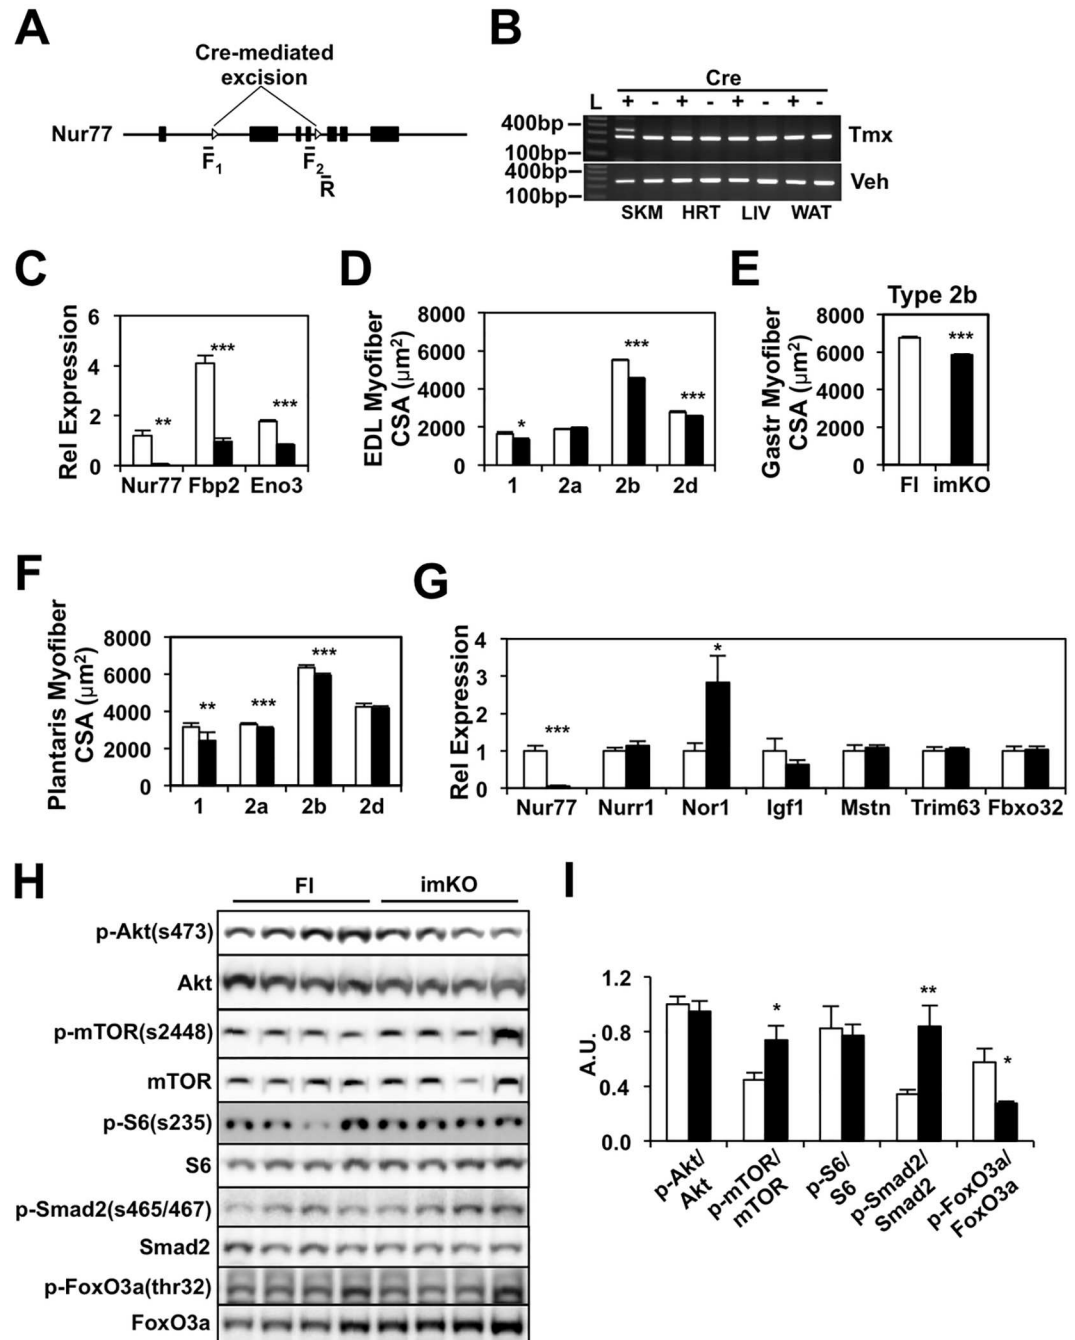 A
Cre-mediated
excision
Nur77
F1
F2
R
B
Cre
L + - + - + - + -
400bp
100bp
Tmx
400bp
100bp
Veh
SKM HRT LIV WAT
C
Rel Expression
6
4
2
0
**
***
***
Nur77 Fbp2 Eno3
D
EDL Myofiber
CSA (μm²)
8000
6000
4000
2000
0
*
***
***
1 2a 2b 2d
E
Type 2b
Gastr Myofiber
CSA (μm²)
8000
6000
4000
2000
0
***
Fl imKO
F
Plantaris Myofiber
CSA (μm²)
8000
6000
4000
2000
0
**
***
***
1 2a 2b 2d
G
Rel Expression
4
3
2
1
0
***
*
Nur77 Nurr1 Nor1 Igf1 Mstn Trim63 Fbxo32
H
Fl imKO
p-Akt(s473)
Akt
p-mTOR(s2448)
mTOR
p-S6(s235)
S6
p-Smad2(s465/467)
Smad2
p-FoxO3a(thr32)
FoxO3a
I
A.U.
1.2
0.8
0.4
0.0
*
**
*
p-Akt/
Akt
p-mTOR/
mTOR
p-S6/
S6
p-Smad2/
Smad2
p-FoxO3a/
FoxO3a